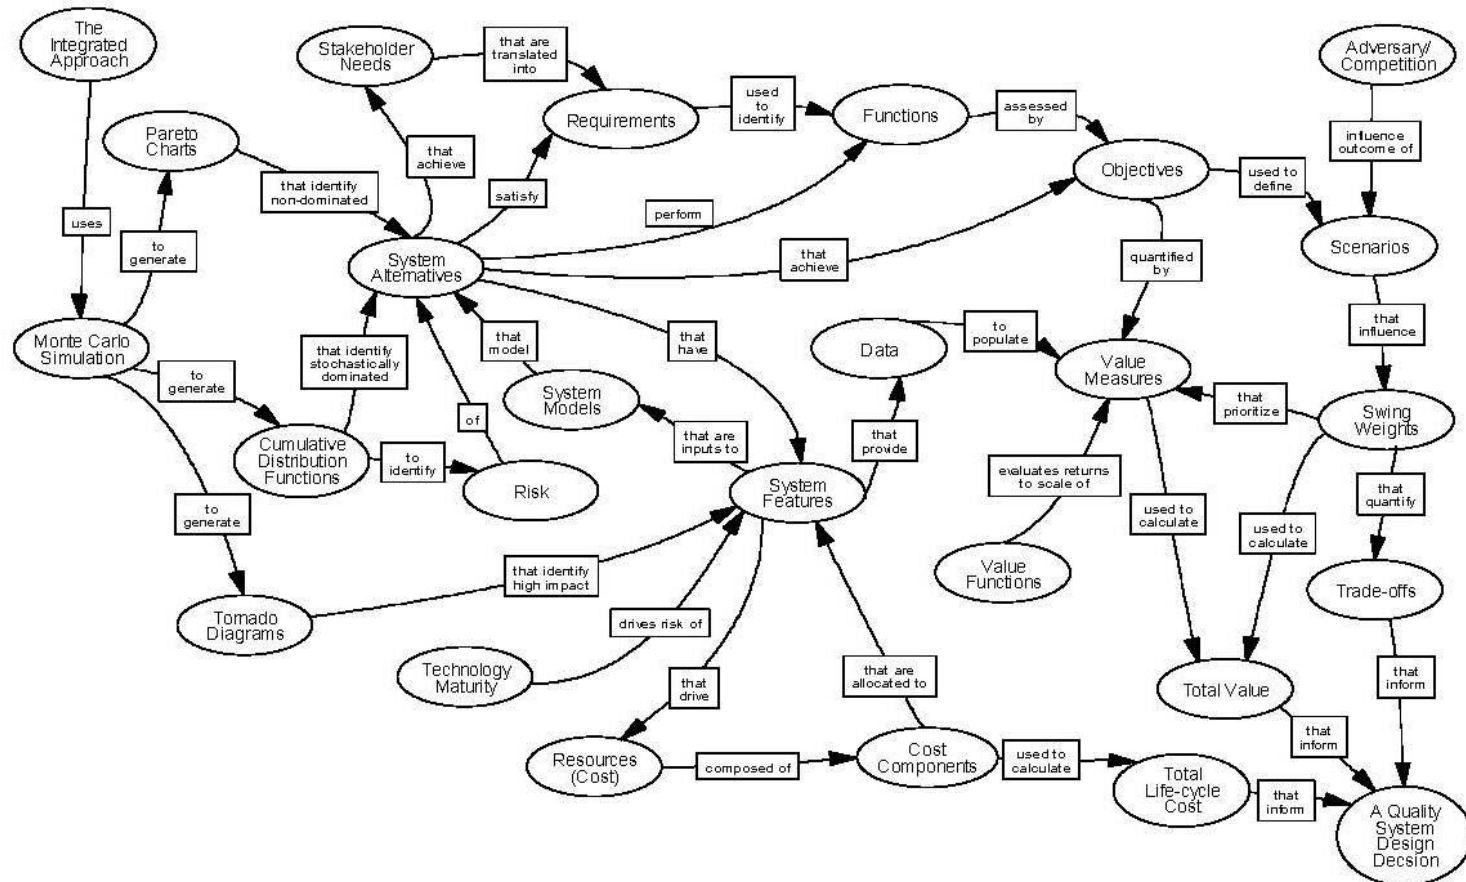 The
Integrated
Approach
uses
Monte Carlo
Simulation
to
generate
Pareto
Charts
that identify
non-dominated
System
Alternatives
that
achieve
Stakeholder
Needs
that are
translated
into
Requirements
satisfy
used
to
identify
Functions
perform
assessed
by
Objectives
that
achieve
used to
define
Scenarios
Adversary/
Competition
influence
outcome of
quantified
by
that
influence
to
generate
Cumulative
Distribution
Functions
that identify
stochastically
dominated
to
identify
Risk
of
that
model
System
Models
that are
inputs to
that
have
System
Features
that
provide
Data
to
populate
Value
Measures
that
prioritize
Swing
Weights
evaluates returns
to scale of
Value
Functions
used to
calculate
used to
calculate
that
quantify
Trade-offs
to
generate
Tornado
Diagrams
that identify
high impact
drives risk of
Technology
Maturity
that
drive
Resources
(Cost)
composed of
Cost
Components
that are
allocated to
used to
calculate
Total
Life-cycle
Cost
that
inform
Total Value
that
inform
that
inform
A Quality
System
Design
Decsion